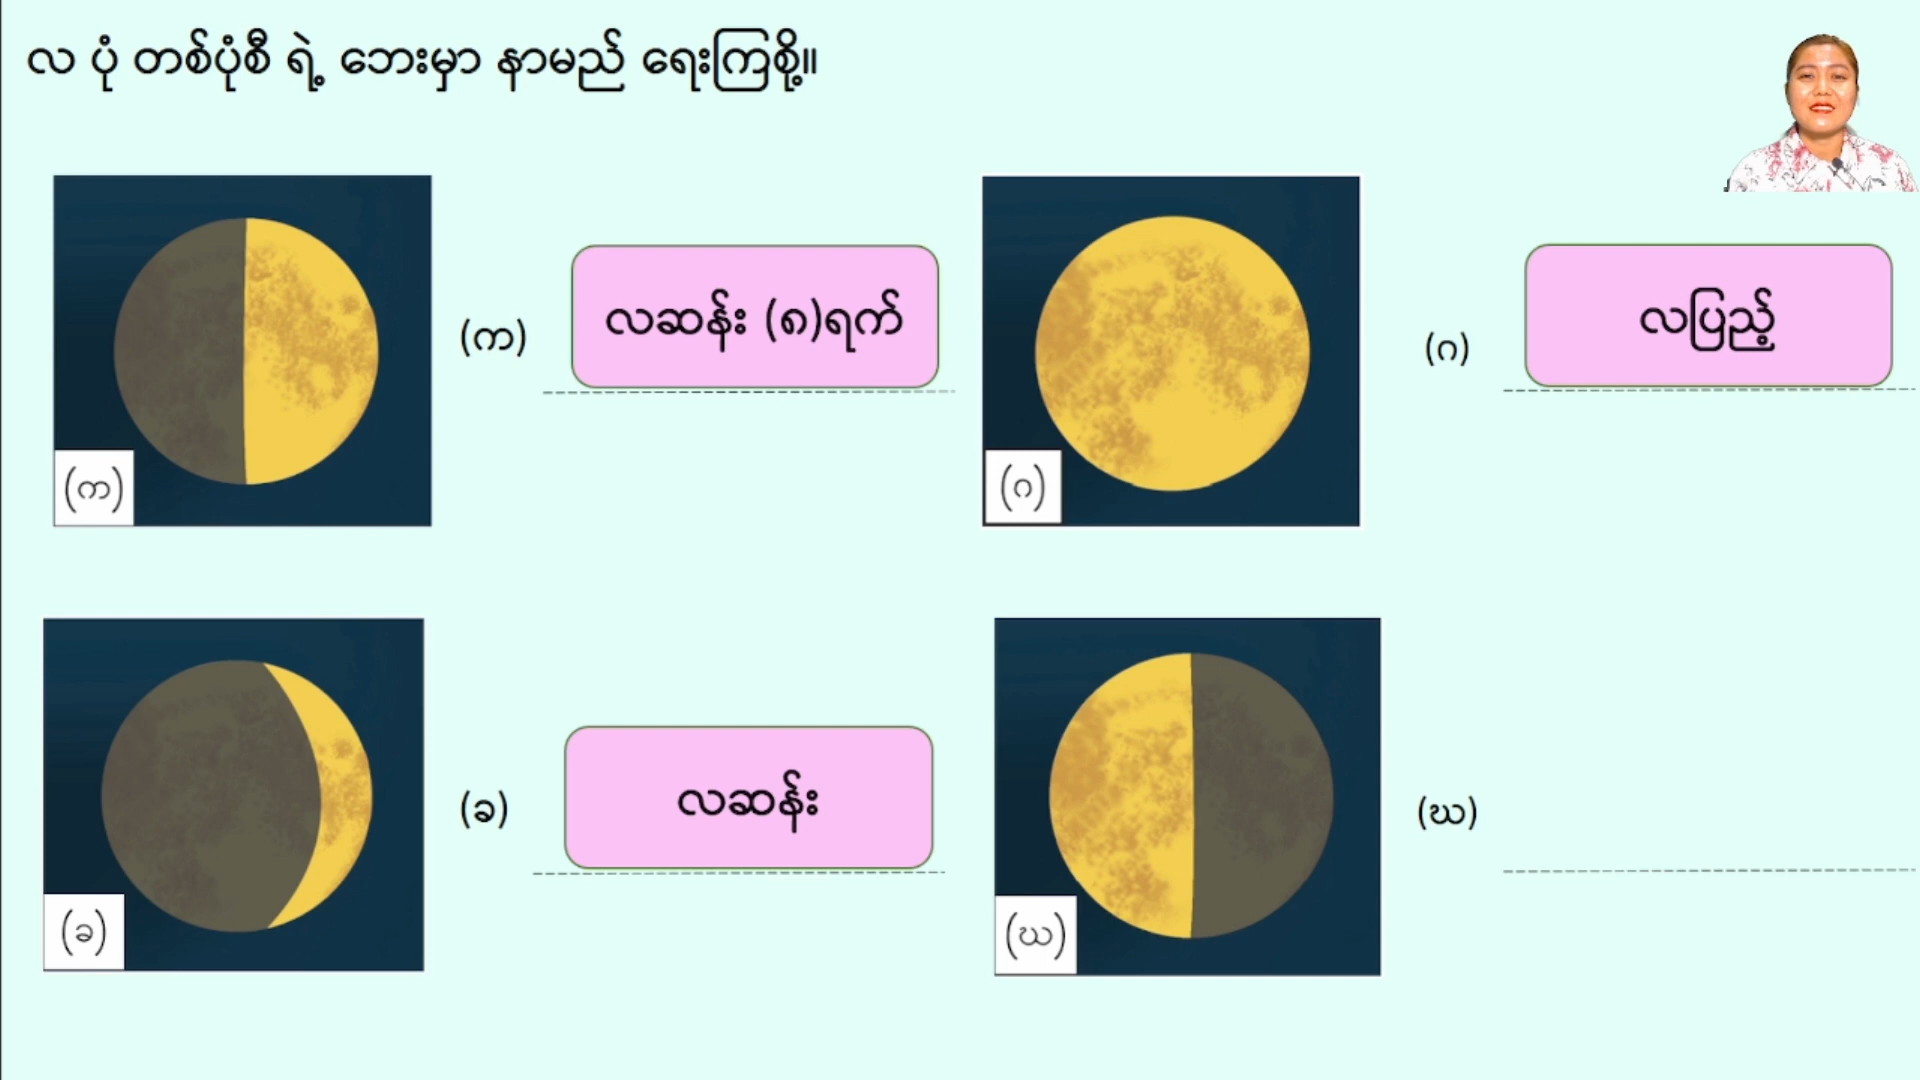 လ ပုံ တစ်ပုံစီ ရဲ့ ဘေးမှာ နာမည် ရေးကြစို့။
(က)
(က) လဆန်း (၈)ရက်
(ဂ)
(ဂ) လပြည့်
(ခ)
(ခ) လဆန်း
(ဃ)
(ဃ)